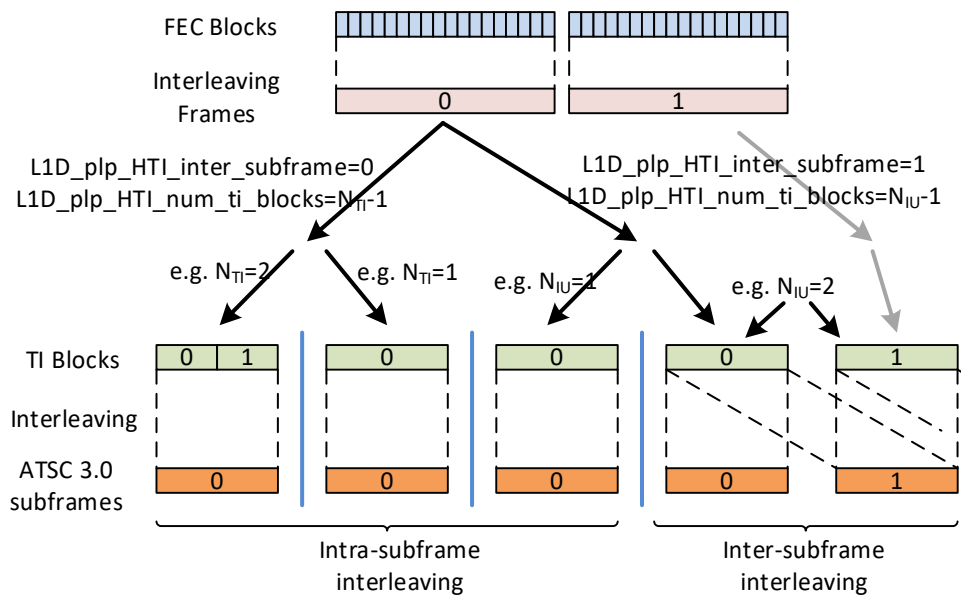 FEC Blocks
Interleaving
Frames
0
1
L1D_plp_HTI_inter_subframe=0
L1D_plp_HTI_num_ti_blocks=NTI-1
L1D_plp_HTI_inter_subframe=1
L1D_plp_HTI_num_ti_blocks=NIU-1
e.g. NTI=2
e.g. NTI=1
e.g. NIU=1
e.g. NIU=2
TI Blocks
0 1
0
0
0
1
Interleaving
ATSC 3.0
subframes
0
0
0
0
1
Intra-subframe
interleaving
Inter-subframe
interleaving